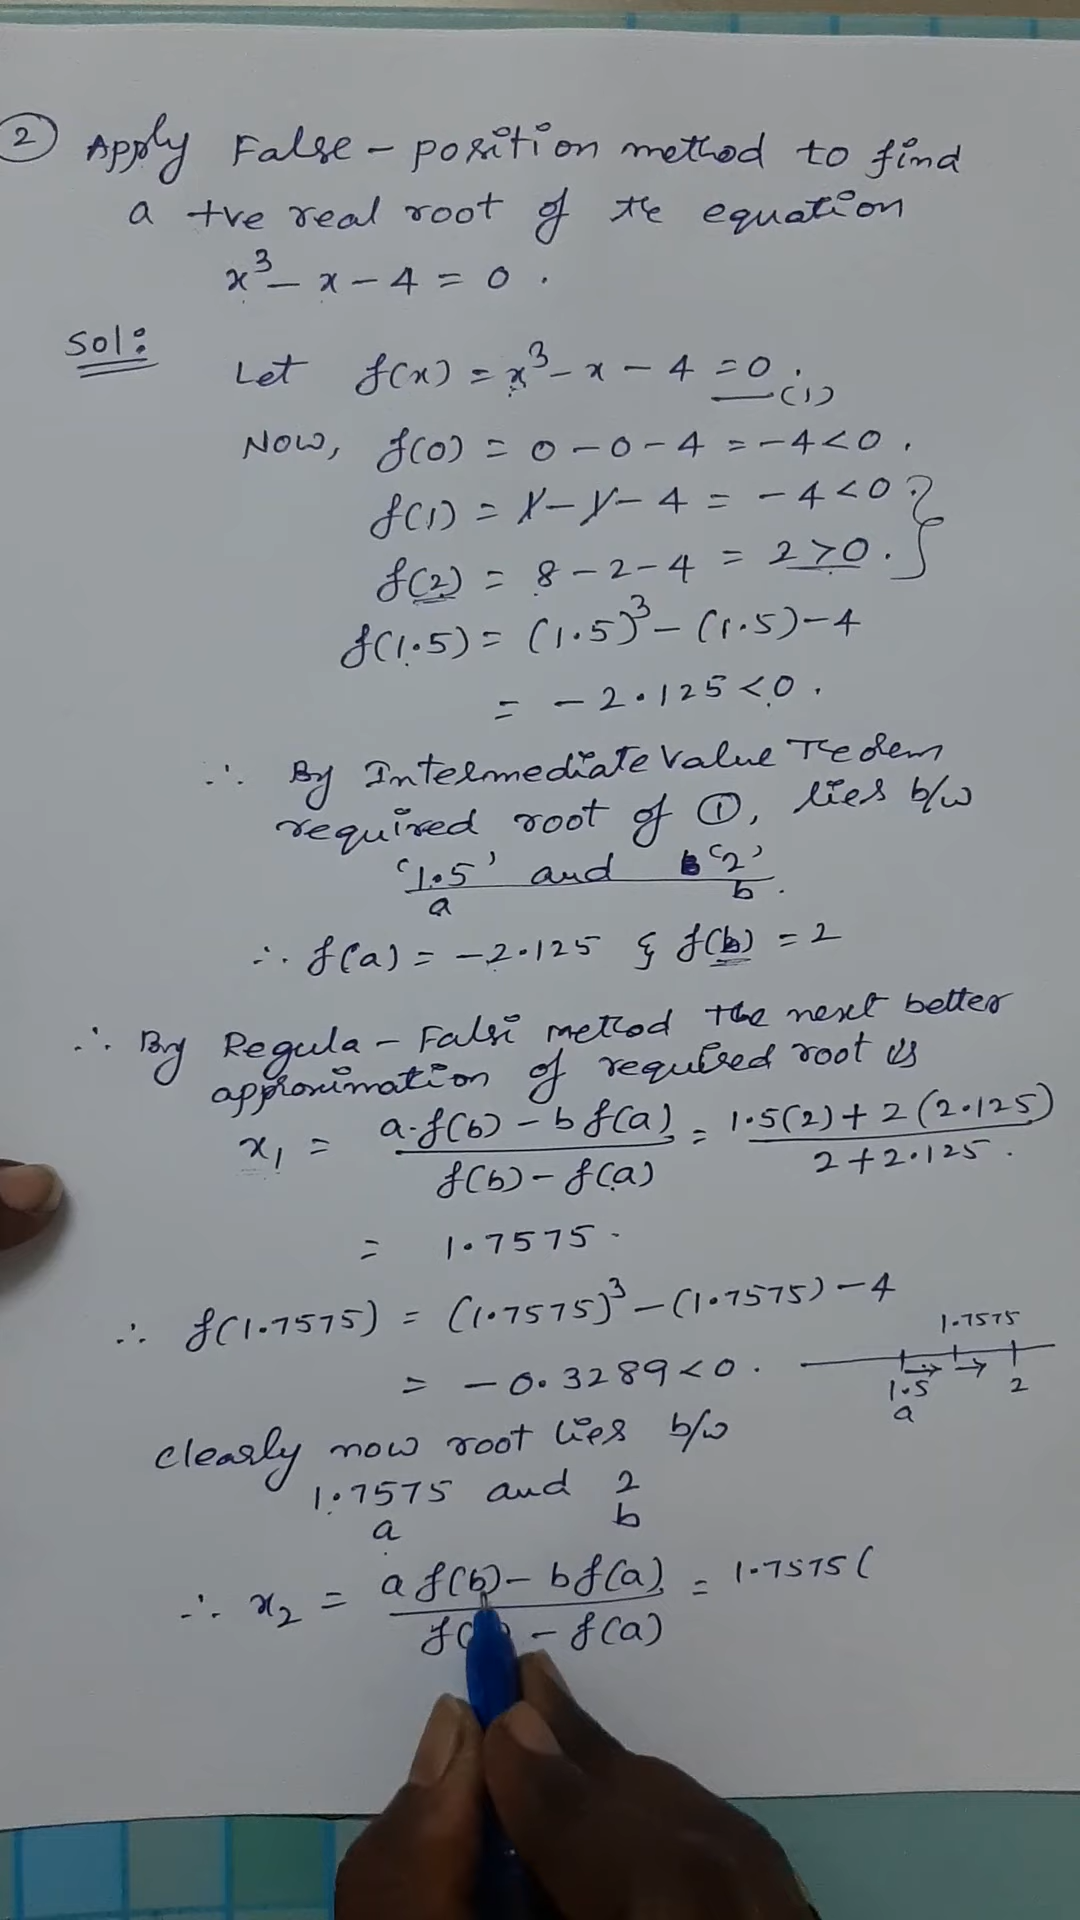 2 Apply False - position method to find
a +ve real root of the equation
x³ - x - 4 = 0 .
Sol:
Let f(x) = x³ - x - 4 = 0 . (1)
Now, f(0) = 0 - 0 - 4 = -4 < 0 .
f(1) = 1 - 1 - 4 = -4 < 0
f(2) = 8 - 2 - 4 = 2 > 0 .
f(1.5) = (1.5)³ - (1.5) - 4
= -2.125 < 0 .
∴ By Intermediate Value Theorem
required root of ①, lies b/w
'1.5' and '2' .
a b
∴ f(a) = -2.125 & f(b) = 2
∴ By Regula - Falsi method the next better
approximation of required root is
x₁ = a.f(b) - b f(a) / f(b) - f(a) = 1.5(2) + 2(2.125) / 2 + 2.125 .
= 1.7575 .
∴ f(1.7575) = (1.7575)³ - (1.7575) - 4
= -0.3289 < 0 .
1.7575
1.5 2
a
clearly now root lies b/w
1.7575 and 2
a b
∴ x₂ = a f(b) - b f(a) / f( - f(a) = 1.7575 (